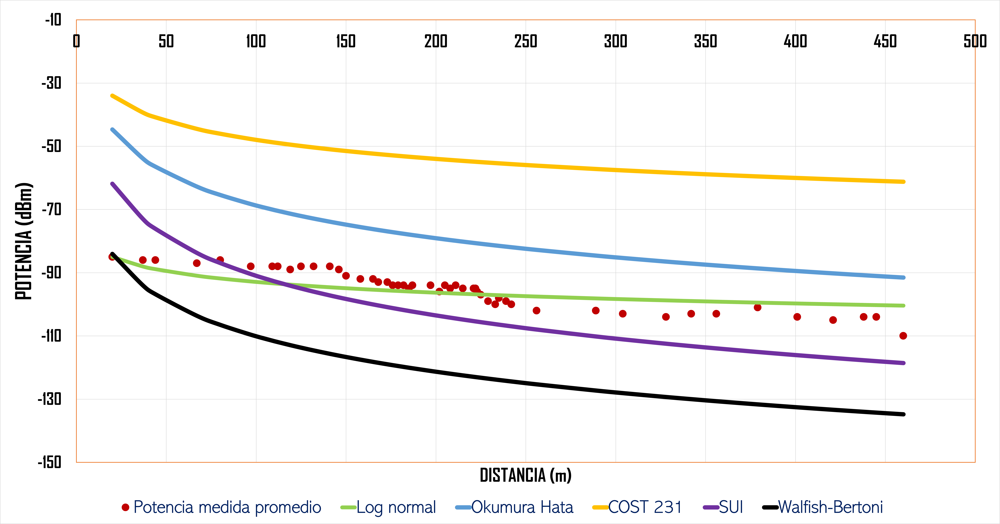 -10
0 50 100 150 200 250 300 350 400 450 500
-30
-50
-70
-90
-110
-130
-150
POTENCIA (dBm)
DISTANCIA (m)
Potencia medida promedio Log normal Okumura Hata COST 231 SUI Walfish-Bertoni